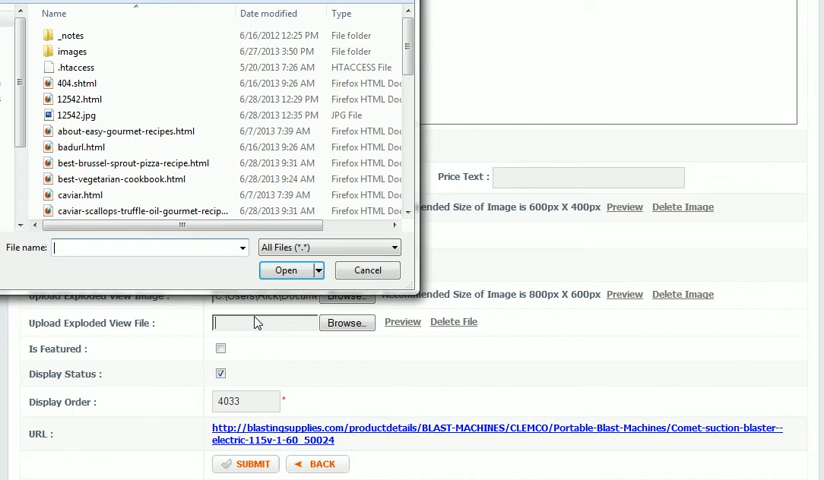 Name Date modified Type
_notes 6/16/2012 12:25 PM File folder
images 6/27/2013 3:50 PM File folder
.htaccess 5/20/2013 7:26 AM HTACCESS File
404.shtml 6/16/2013 9:26 AM Firefox HTML Doc
12542.html 6/28/2013 12:29 PM Firefox HTML Doc
12542.jpg 6/28/2013 12:35 PM JPG File
about-easy-gourmet-recipes.html 6/7/2013 7:39 AM Firefox HTML Doc
badurl.html 6/16/2013 9:26 AM Firefox HTML Doc
best-brussel-sprout-pizza-recipe.html 6/28/2013 9:31 AM Firefox HTML Doc
best-vegetarian-cookbook.html 6/28/2013 9:24 AM Firefox HTML Doc
Price Text :
caviar.html 6/7/2013 7:39 AM Firefox HTML Doc
caviar-scallops-truffle-oil-gourmet-recip... 6/28/2013 9:31 AM Firefox HTML Doc
ended Size of Image is 600px X 400px Preview Delete Image
File name: All Files (*.*)
Open Cancel
Upload Exploded View Image : C:\Users\Rick\Docum Browse.. Recommended Size of Image is 800px X 600px Preview Delete Image
Upload Exploded View File : Browse.. Preview Delete File
Is Featured :
Display Status :
Display Order : 4033 *
URL : http://blastingsupplies.com/productdetails/BLAST-MACHINES/CLEMCO/Portable-Blast-Machines/Comet-suction-blaster--
electric-115v-1-60_50024
SUBMIT BACK